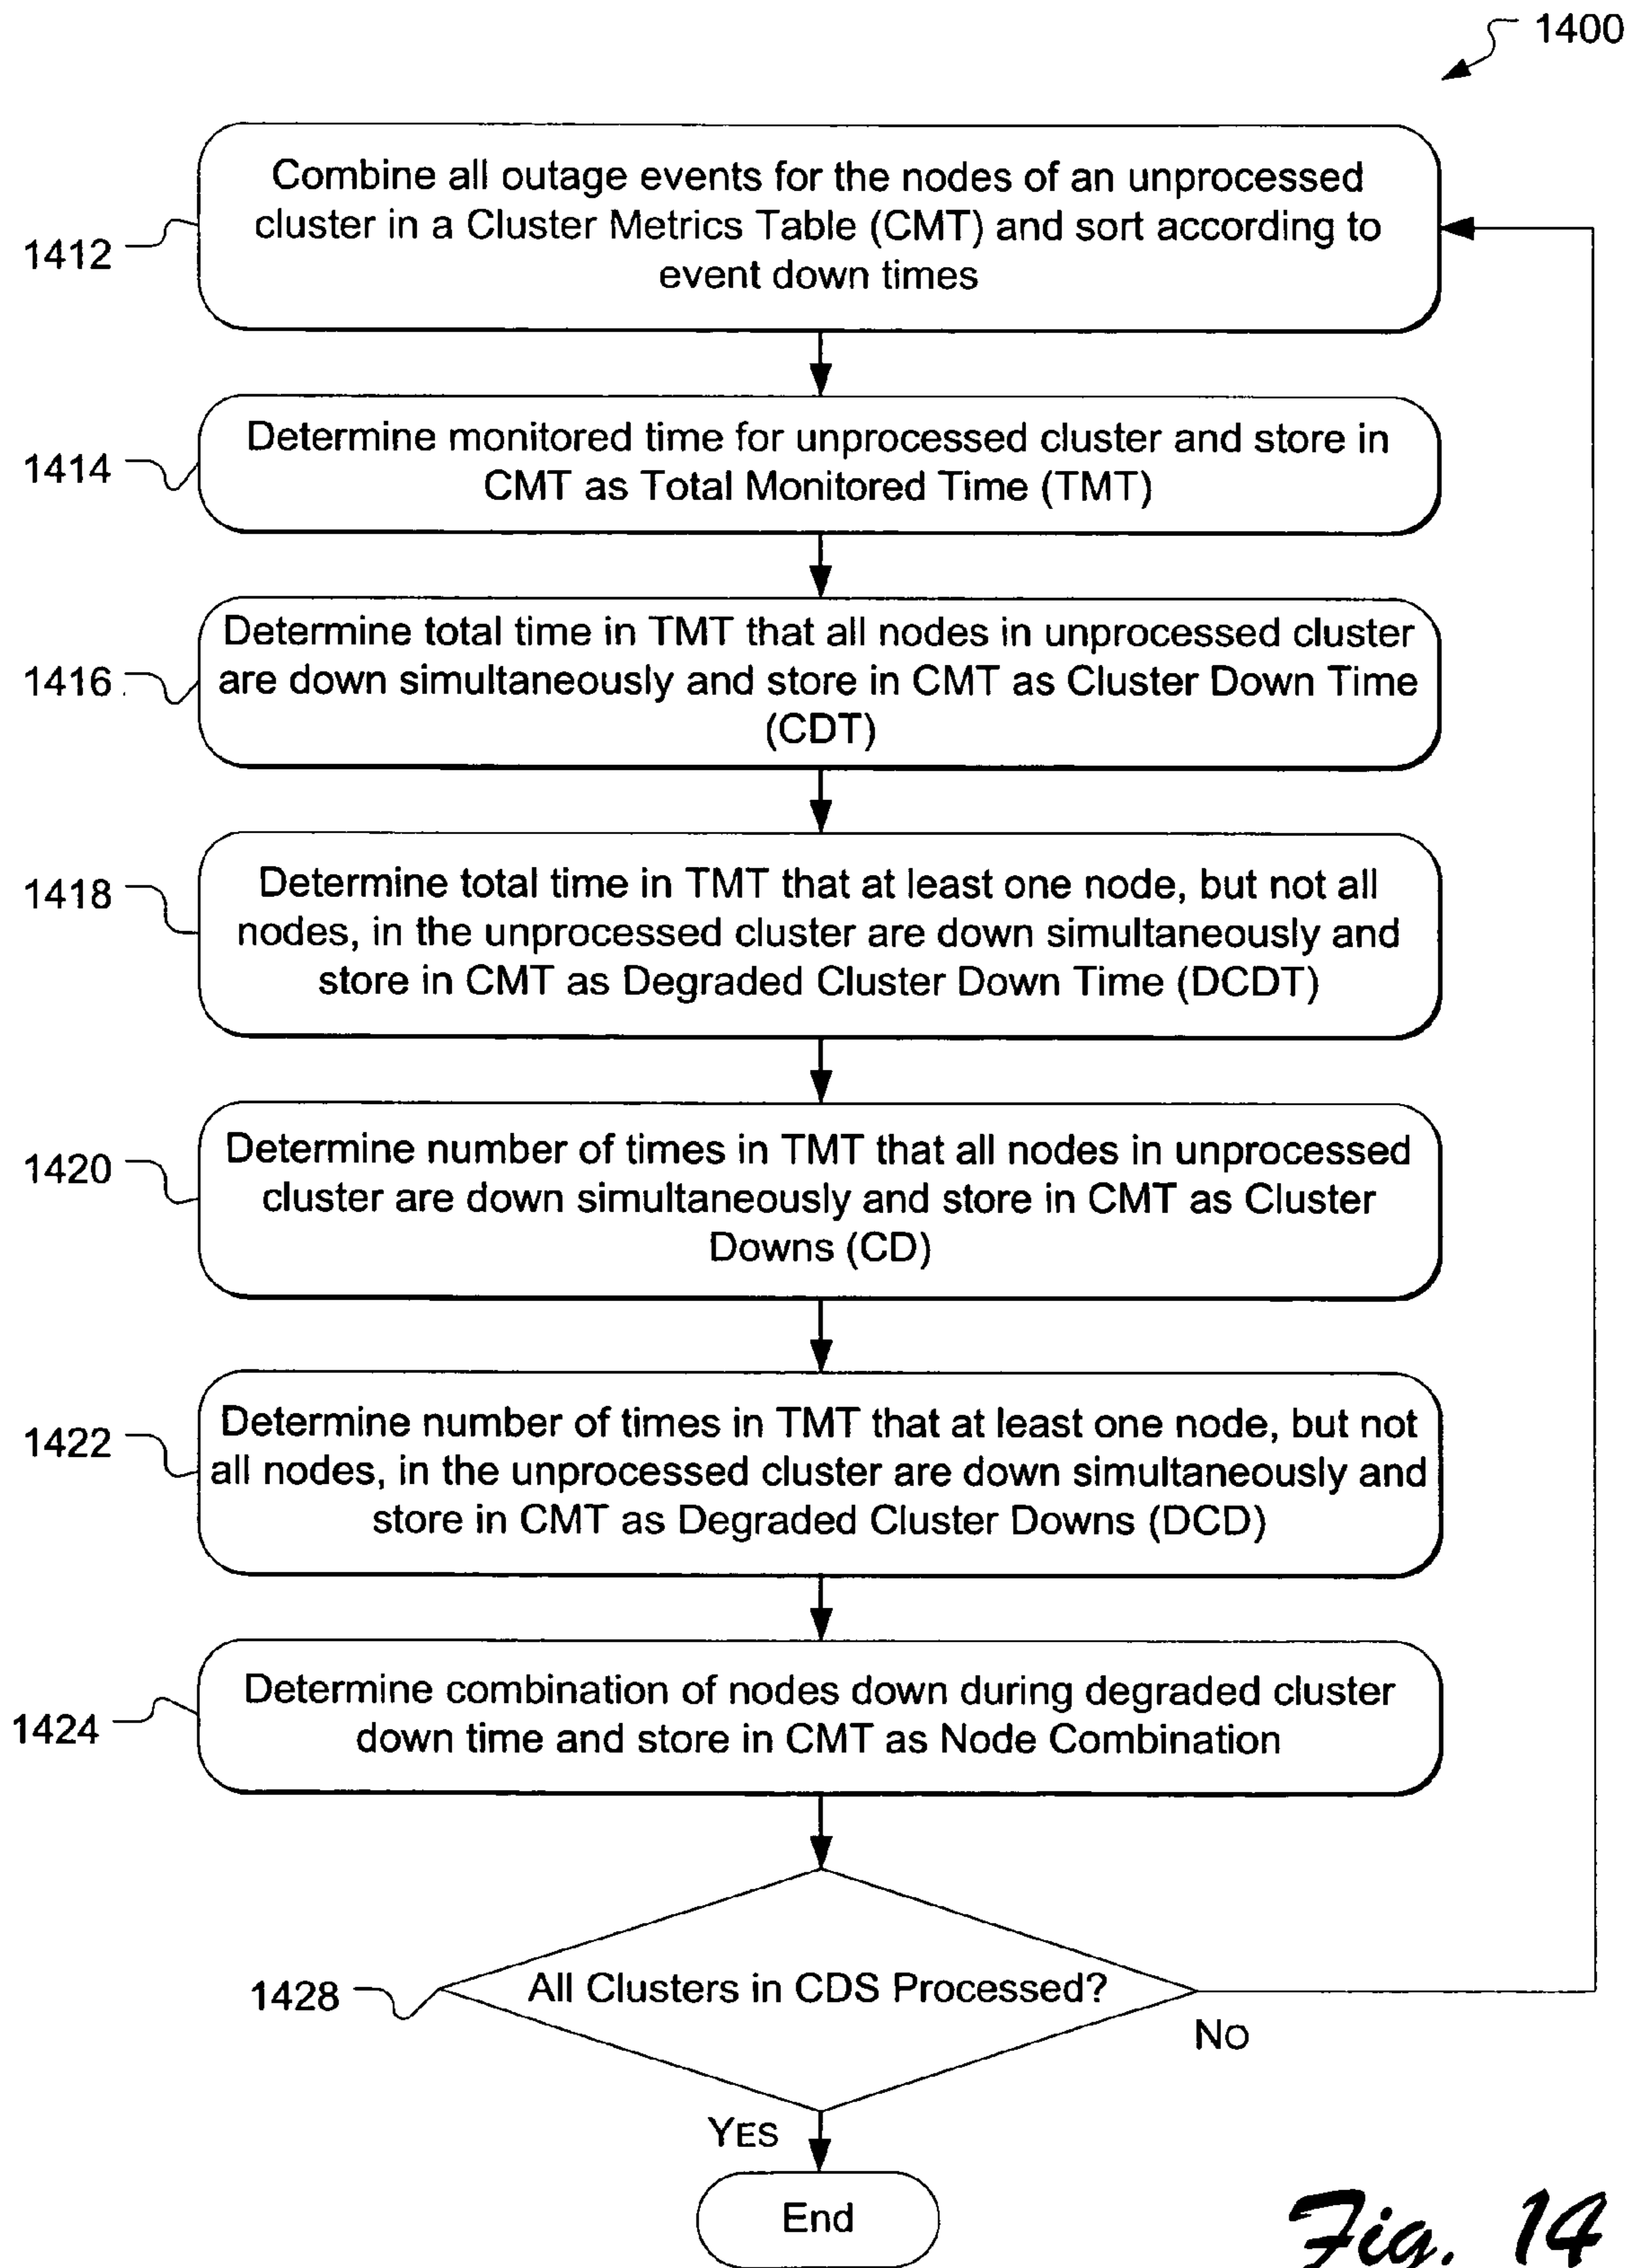 1400
Combine all outage events for the nodes of an unprocessed
cluster in a Cluster Metrics Table (CMT) and sort according to
event down times
1412
Determine monitored time for unprocessed cluster and store in
CMT as Total Monitored Time (TMT)
1414
Determine total time in TMT that all nodes in unprocessed cluster
are down simultaneously and store in CMT as Cluster Down Time
(CDT)
1416
Determine total time in TMT that at least one node, but not all
nodes, in the unprocessed cluster are down simultaneously and
store in CMT as Degraded Cluster Down Time (DCDT)
1418
Determine number of times in TMT that all nodes in unprocessed
cluster are down simultaneously and store in CMT as Cluster
Downs (CD)
1420
Determine number of times in TMT that at least one node, but not
all nodes, in the unprocessed cluster are down simultaneously and
store in CMT as Degraded Cluster Downs (DCD)
1422
Determine combination of nodes down during degraded cluster
down time and store in CMT as Node Combination
1424
All Clusters in CDS Processed?
1428
NO
YES
End
Fig. 14